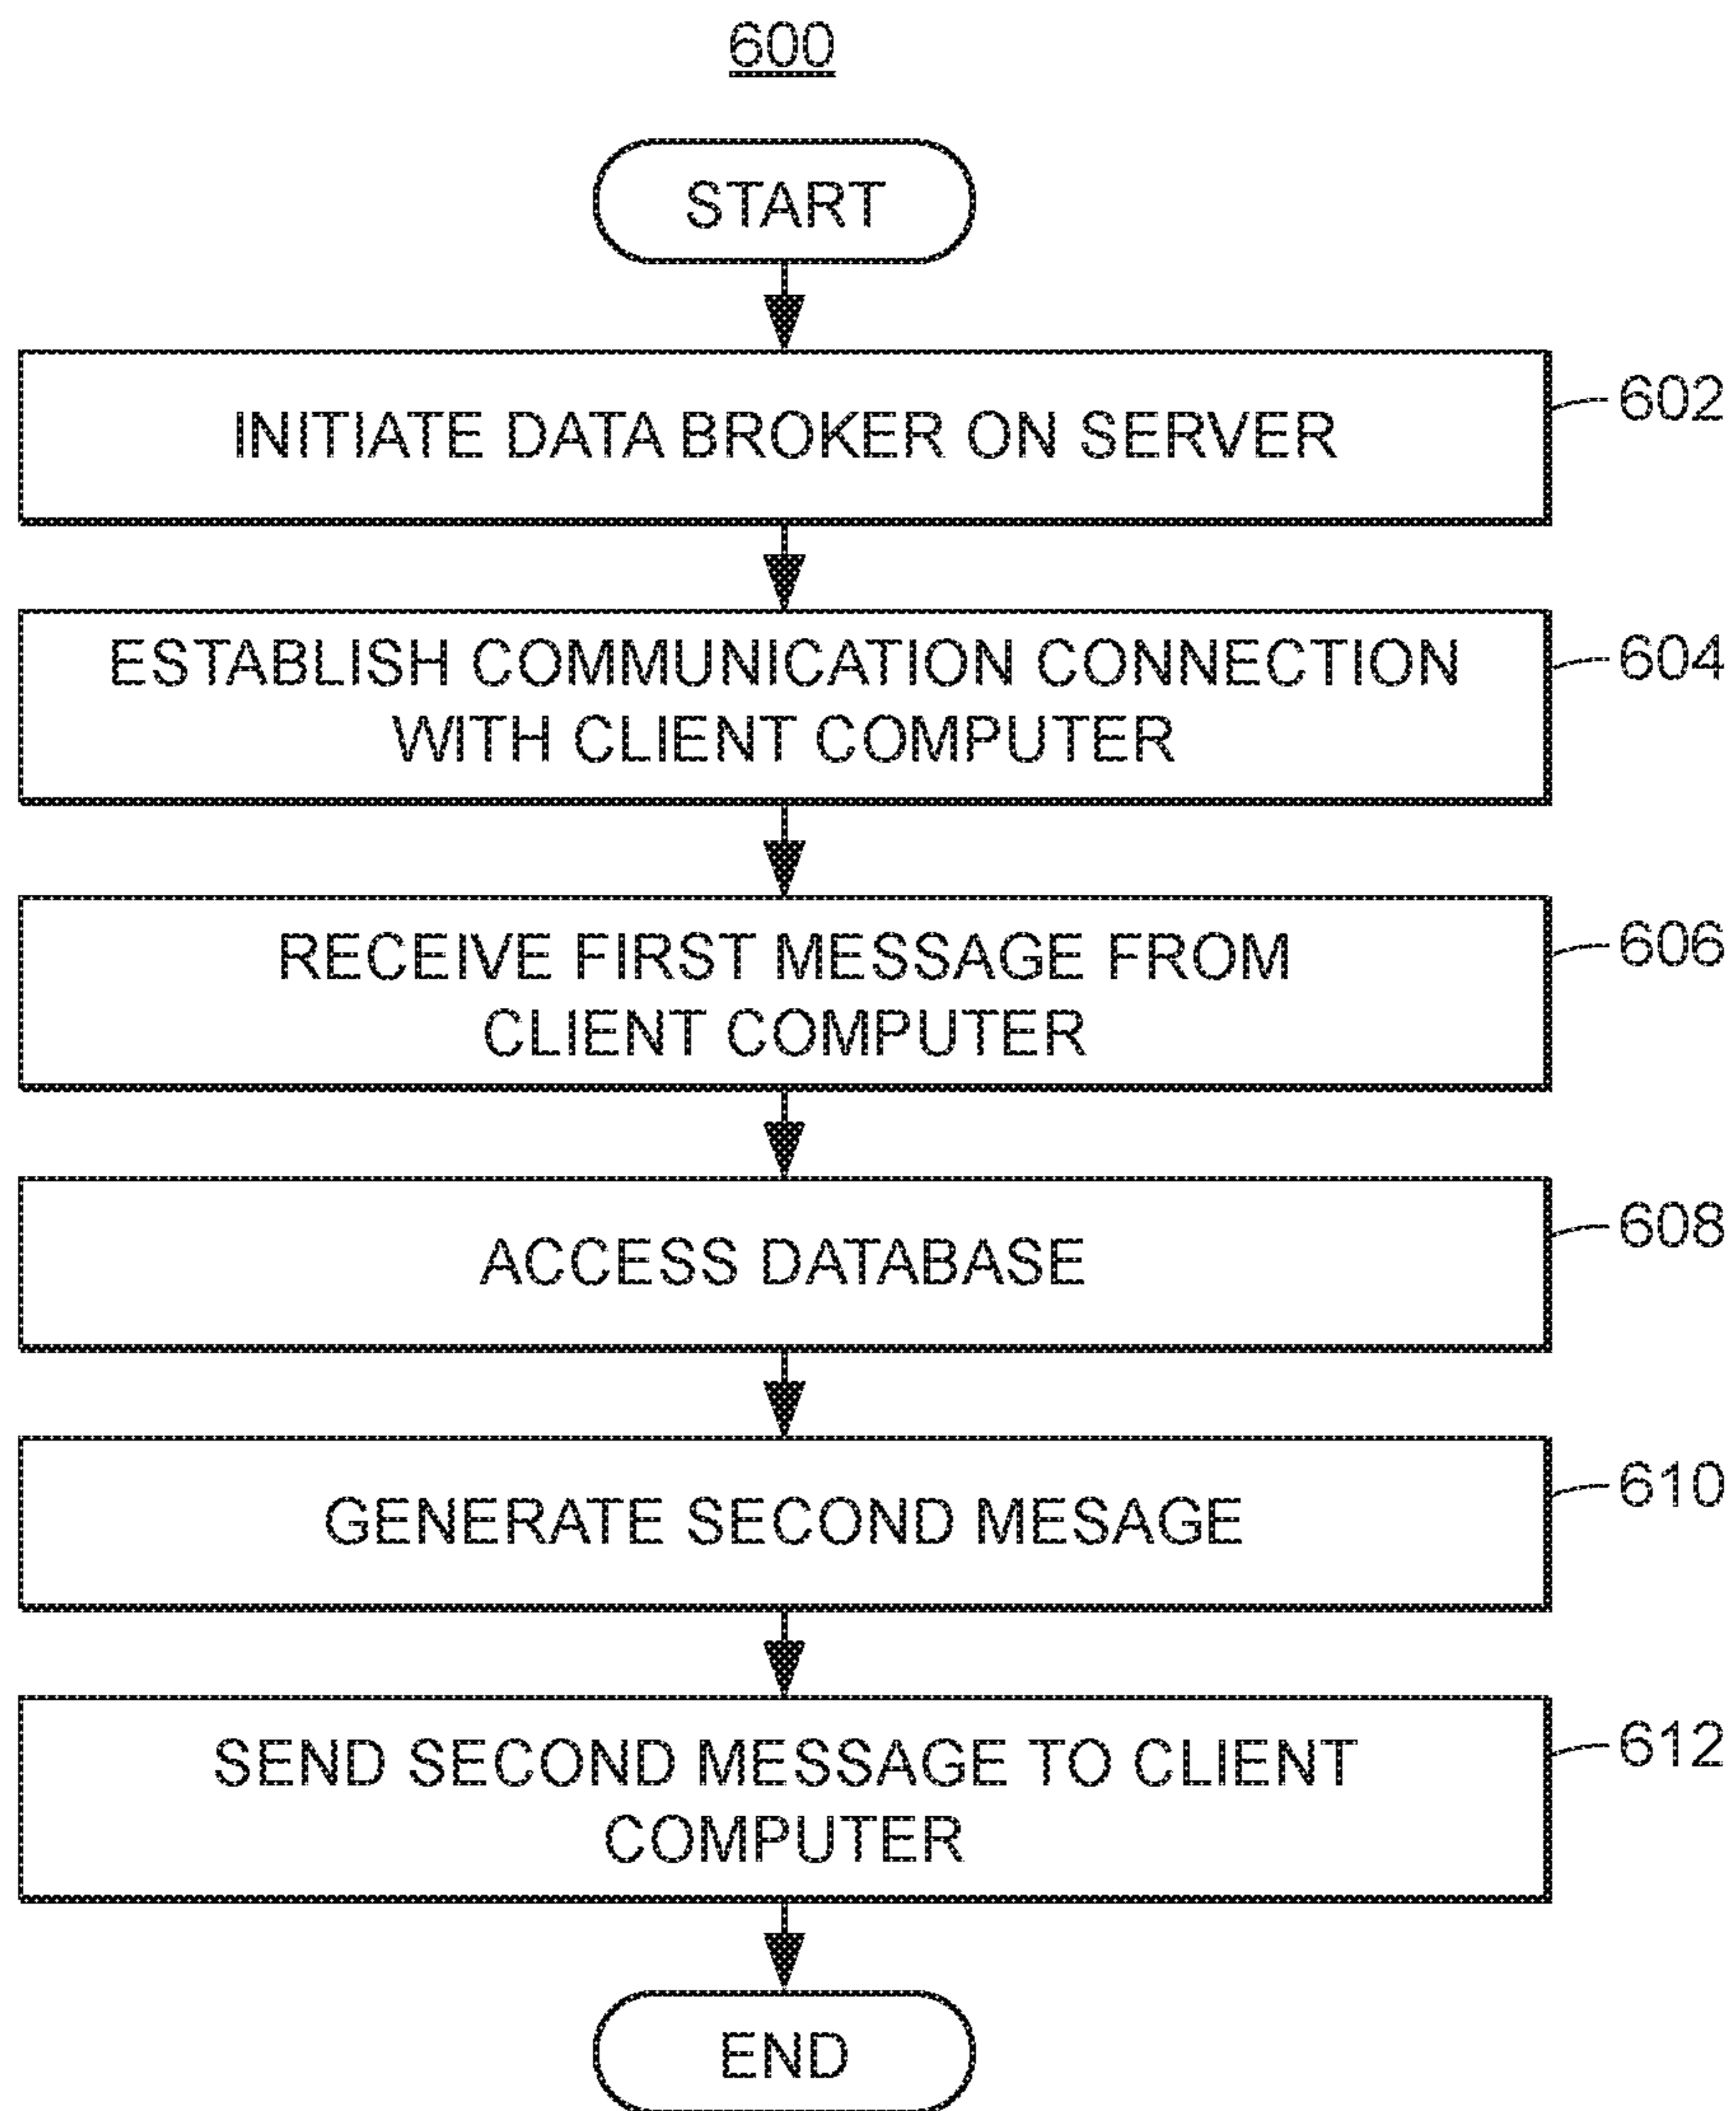 600
START
INITIATE DATA BROKER ON SERVER
602
ESTABLISH COMMUNICATION CONNECTION
WITH CLIENT COMPUTER
604
RECEIVE FIRST MESSAGE FROM
CLIENT COMPUTER
606
ACCESS DATABASE
608
GENERATE SECOND MESAGE
610
SEND SECOND MESSAGE TO CLIENT
COMPUTER
612
END